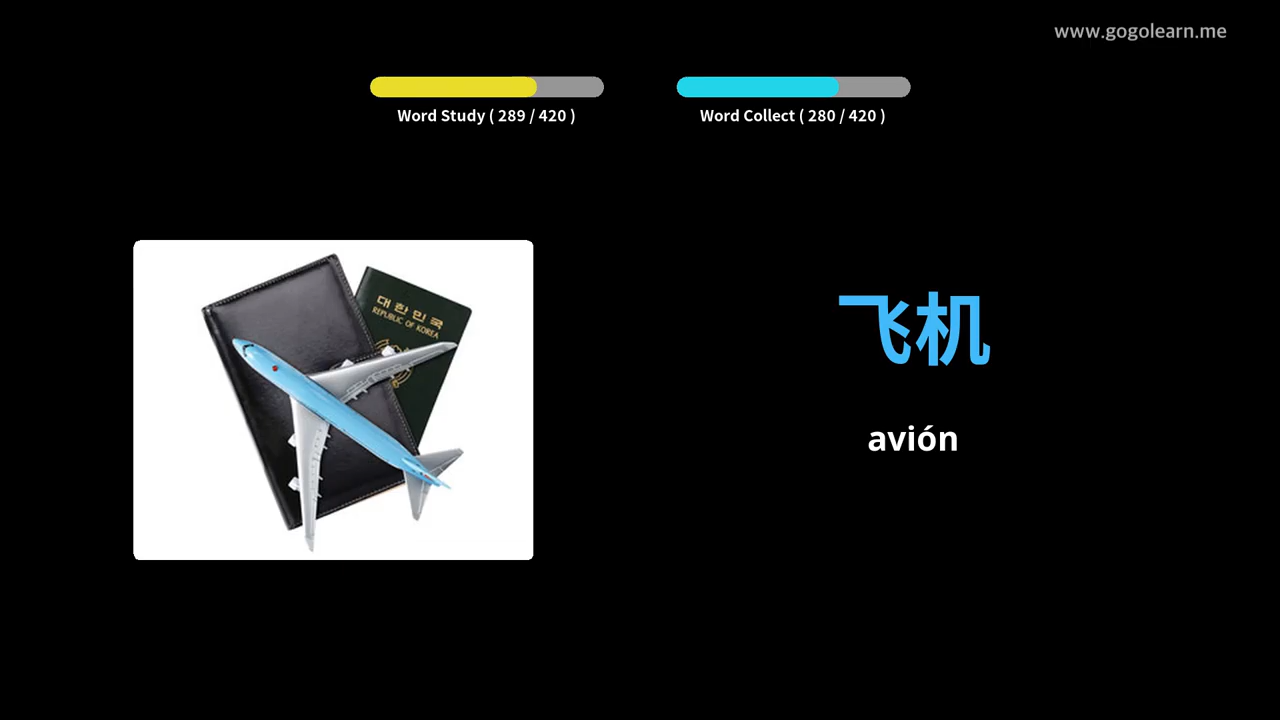 www.gogolearn.me
Word Study ( 289 / 420 )
Word Collect ( 280 / 420 )
대한민국
REPUBLIC OF KOREA
飞机
avión